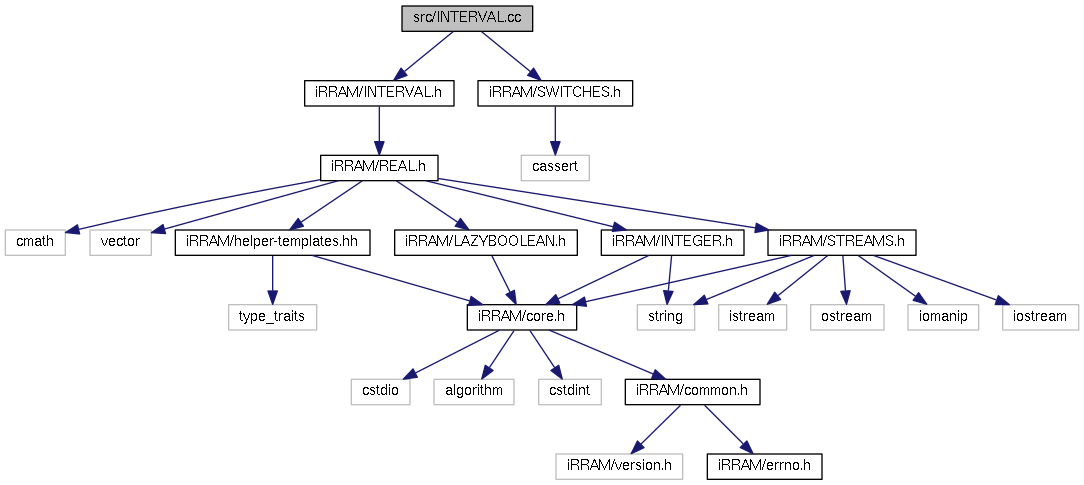 src/INTERVAL.cc
iRRAM/INTERVAL.h
iRRAM/SWITCHES.h
iRRAM/REAL.h
cassert
cmath
vector
iRRAM/helper-templates.hh
iRRAM/LAZYBOOLEAN.h
iRRAM/INTEGER.h
iRRAM/STREAMS.h
type_traits
iRRAM/core.h
string
istream
ostream
iomanip
iostream
cstdio
algorithm
cstdint
iRRAM/common.h
iRRAM/version.h
iRRAM/errno.h